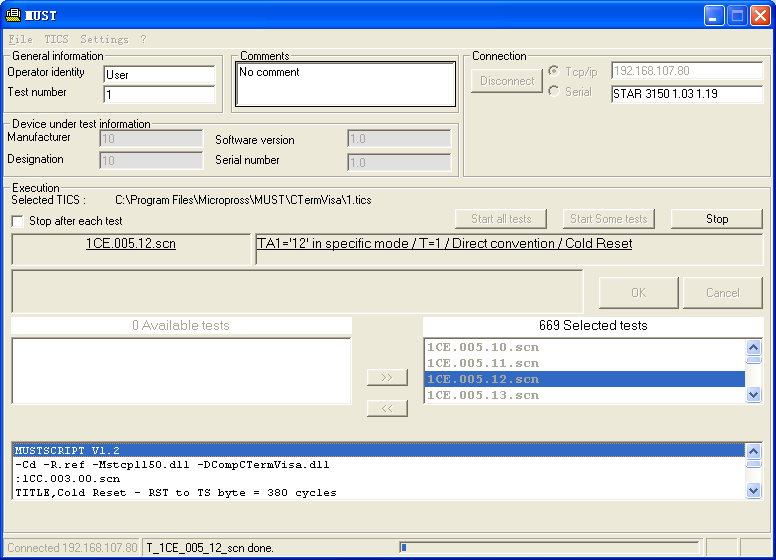 MUST
File TICS Settings ?
General information
Operator identity User
Test number 1
Comments
No comment
Connection
Disconnect
Tcp/ip 192.168.107.80
Serial STAR 3150 1.03 1.19
Device under test information
Manufacturer 10 Software version 1.0
Designation 10 Serial number 1.0
Execution
Selected TICS : C:\Program Files\Micropross\MUST\CTermVisa\1.tics
Stop after each test
Start all tests Start Some tests Stop
1CE.005.12.scn TA1='12' in specific mode / T=1 / Direct convention / Cold Reset
OK Cancel
0 Available tests 669 Selected tests
1CE.005.10.scn
1CE.005.11.scn
1CE.005.12.scn
1CE.005.13.scn
>>
<<
MUSTSCRIPT V1.2
-Cd -R.ref -Mstcp1150.dll -DCompCTermVisa.dll
:1CC.003.00.scn
TITLE,Cold Reset - RST to TS byte = 380 cycles
Connected 192.168.107.80 T_1CE_005_12_scn done.